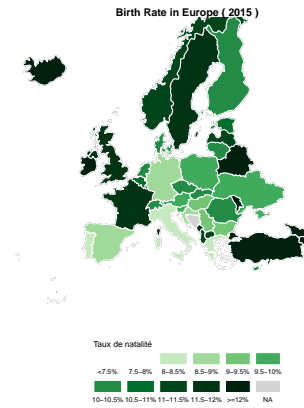 Birth Rate in Europe ( 2015 )
Taux de natalité
<7.5% 7.5–8% 8–8.5% 8.5–9% 9–9.5% 9.5–10%
10–10.5% 10.5–11% 11–11.5% 11.5–12% >=12% NA